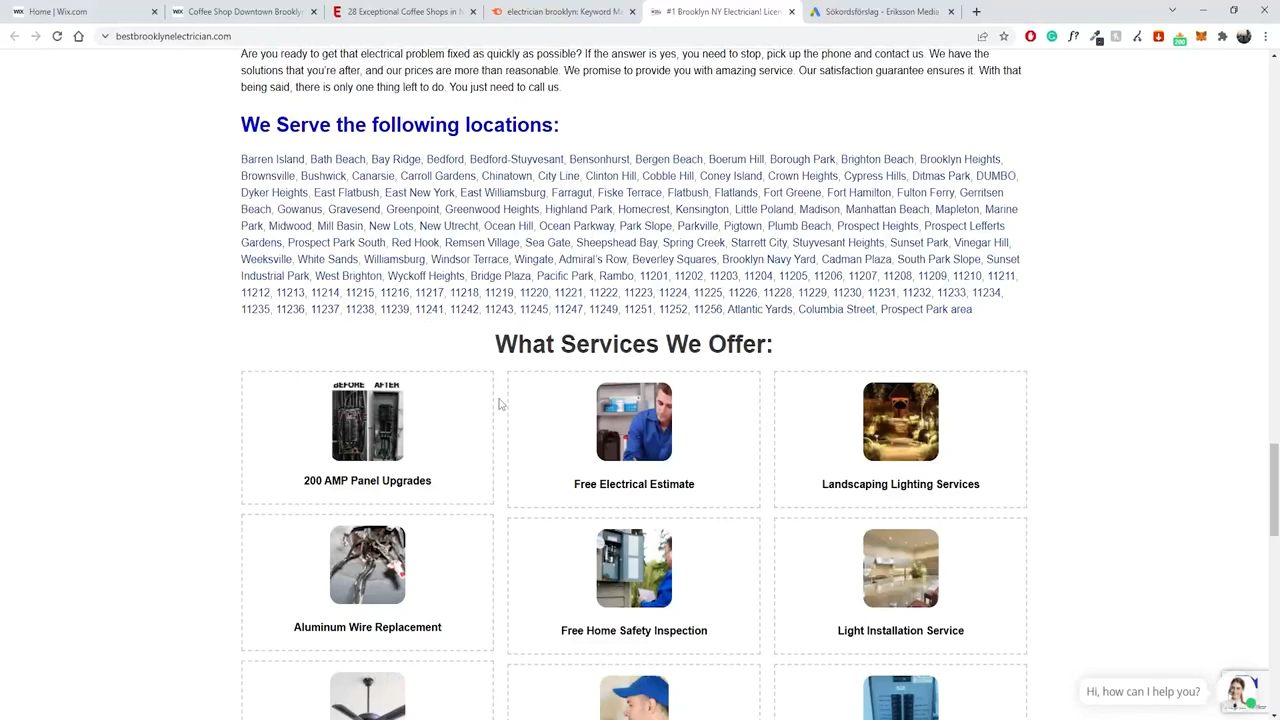 Home | Wix.com
Coffee Shop Downtown Brooklyn
28 Exceptional Coffee Shops in N
electrician brooklyn: Keyword Ma
#1 Brooklyn NY Electrician! Licen
Sökordsförslag - Eriksson Media
bestbrooklynelectrician.com
200
Are you ready to get that electrical problem fixed and quickly as possible? If the answer is yes, you need to stop, pick up the phone and contact us. We have the
solutions that you're after, and our prices are more than reasonable. We promise to provide you with amazing service. Our satisfaction guarantee ensures it. With that
being said, there is only one thing left to do. You just need to call us.
We Serve the following locations:
Barren Island, Bath Beach, Bay Ridge, Bedford, Bedford-Stuyvesant, Bensonhurst, Bergen Beach, Boerum Hill, Borough Park, Brighton Beach, Brooklyn Heights,
Brownsville, Bushwick, Canarsie, Carroll Gardens, Chinatown, City Line, Clinton Hill, Cobble Hill, Coney Island, Crown Heights, Cypress Hills, Ditmas Park, DUMBO,
Dyker Heights, East Flatbush, East New York, East Williamsburg, Farragut, Fiske Terrace, Flatbush, Flatlands, Fort Greene, Fort Hamilton, Fulton Ferry, Gerritsen
Beach, Gowanus, Gravesend, Greenpoint, Greenwood Heights, Highland Park, Homecrest, Kensington, Little Poland, Madison, Manhattan Beach, Mapleton, Marine
Park, Midwood, Mill Basin, New Lots, New Utrecht, Ocean Hill, Ocean Parkway, Park Slope, Parkville, Pigtown, Plumb Beach, Prospect Heights, Prospect Lefferts
Gardens, Prospect Park South, Red Hook, Remsen Village, Sea Gate, Sheepshead Bay, Spring Creek, Starrett City, Stuyvesant Heights, Sunset Park, Vinegar Hill,
Weeksville, White Sands, Williamsburg, Windsor Terrace, Wingate, Admiral's Row, Beverley Squares, Brooklyn Navy Yard, Cadman Plaza, South Park Slope, Sunset
Industrial Park, West Brighton, Wyckoff Heights, Bridge Plaza, Pacific Park, Rambo, 11201, 11202, 11203, 11204, 11205, 11206, 11207, 11208, 11209, 11210, 11211,
11212, 11213, 11214, 11215, 11216, 11217, 11218, 11219, 11220, 11221, 11222, 11223, 11224, 11225, 11226, 11228, 11229, 11230, 11231, 11232, 11233, 11234,
11235, 11236, 11237, 11238, 11239, 11241, 11242, 11243, 11245, 11247, 11249, 11251, 11252, 11256, Atlantic Yards, Columbia Street, Prospect Park area
What Services We Offer:
BEFORE AFTER
200 AMP Panel Upgrades
Free Electrical Estimate
Landscaping Lighting Services
Aluminum Wire Replacement
Free Home Safety Inspection
Light Installation Service
Hi, how can I help you?